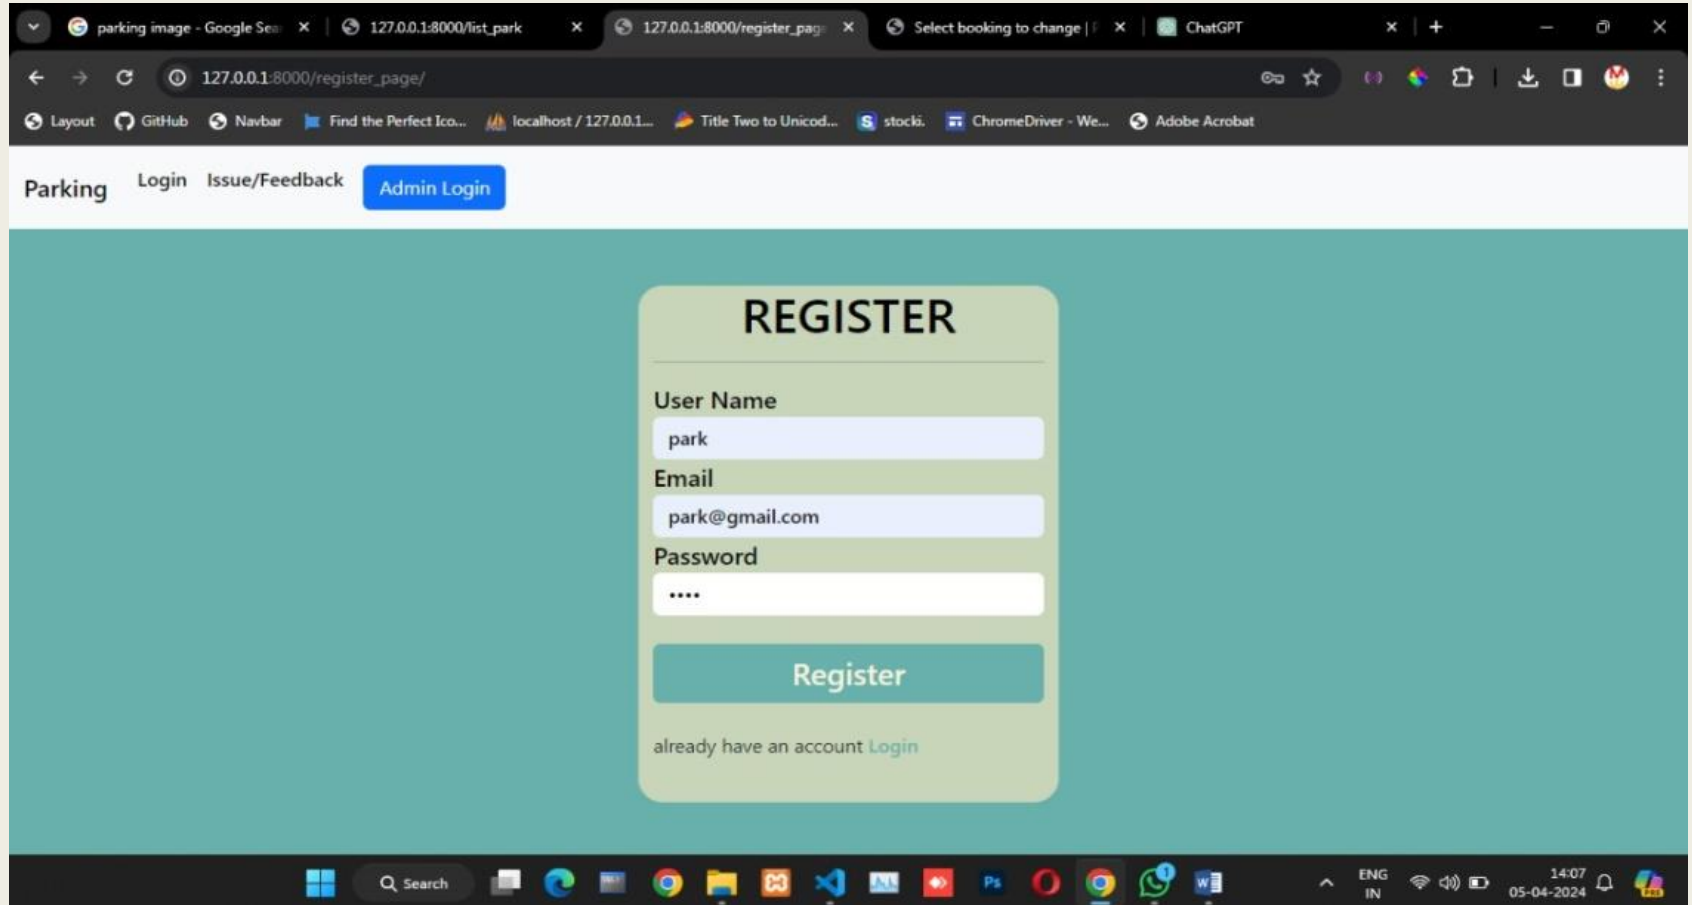 parking image - Google Sea
127.0.0.1:8000/list_park
127.0.0.1:8000/register_page
Select booking to change | P
ChatGPT
127.0.0.1:8000/register_page/
Layout
GitHub
Navbar
Find the Perfect Ico...
localhost / 127.0.0.1...
Title Two to Unicod...
S stocki.
ChromeDriver - We...
Adobe Acrobat
Parking
Login
Issue/Feedback
Admin Login
REGISTER
User Name
park
Email
park@gmail.com
Password
••••
Register
already have an account Login
Search
Ps
W
1
ENG
IN
14:07
05-04-2024
PRE